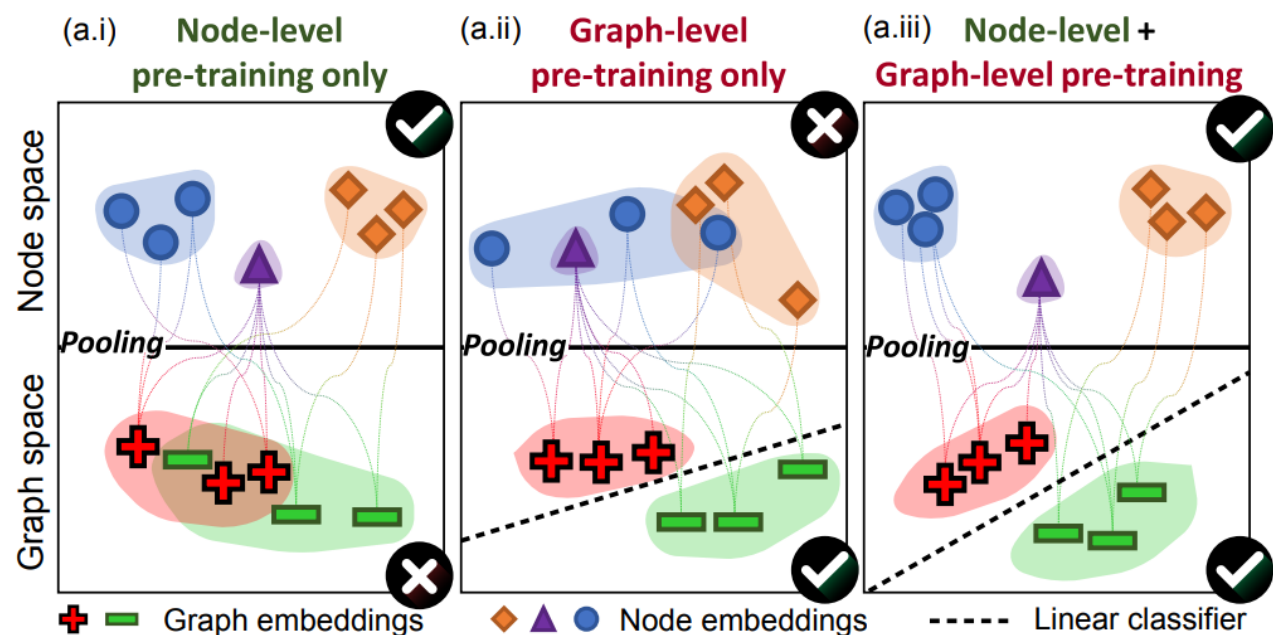 (a.i) Node-level
pre-training only
(a.ii) Graph-level
pre-training only
(a.iii) Node-level +
Graph-level pre-training
Node space
Pooling
Pooling
Pooling
Graph space
Graph embeddings
Node embeddings
Linear classifier